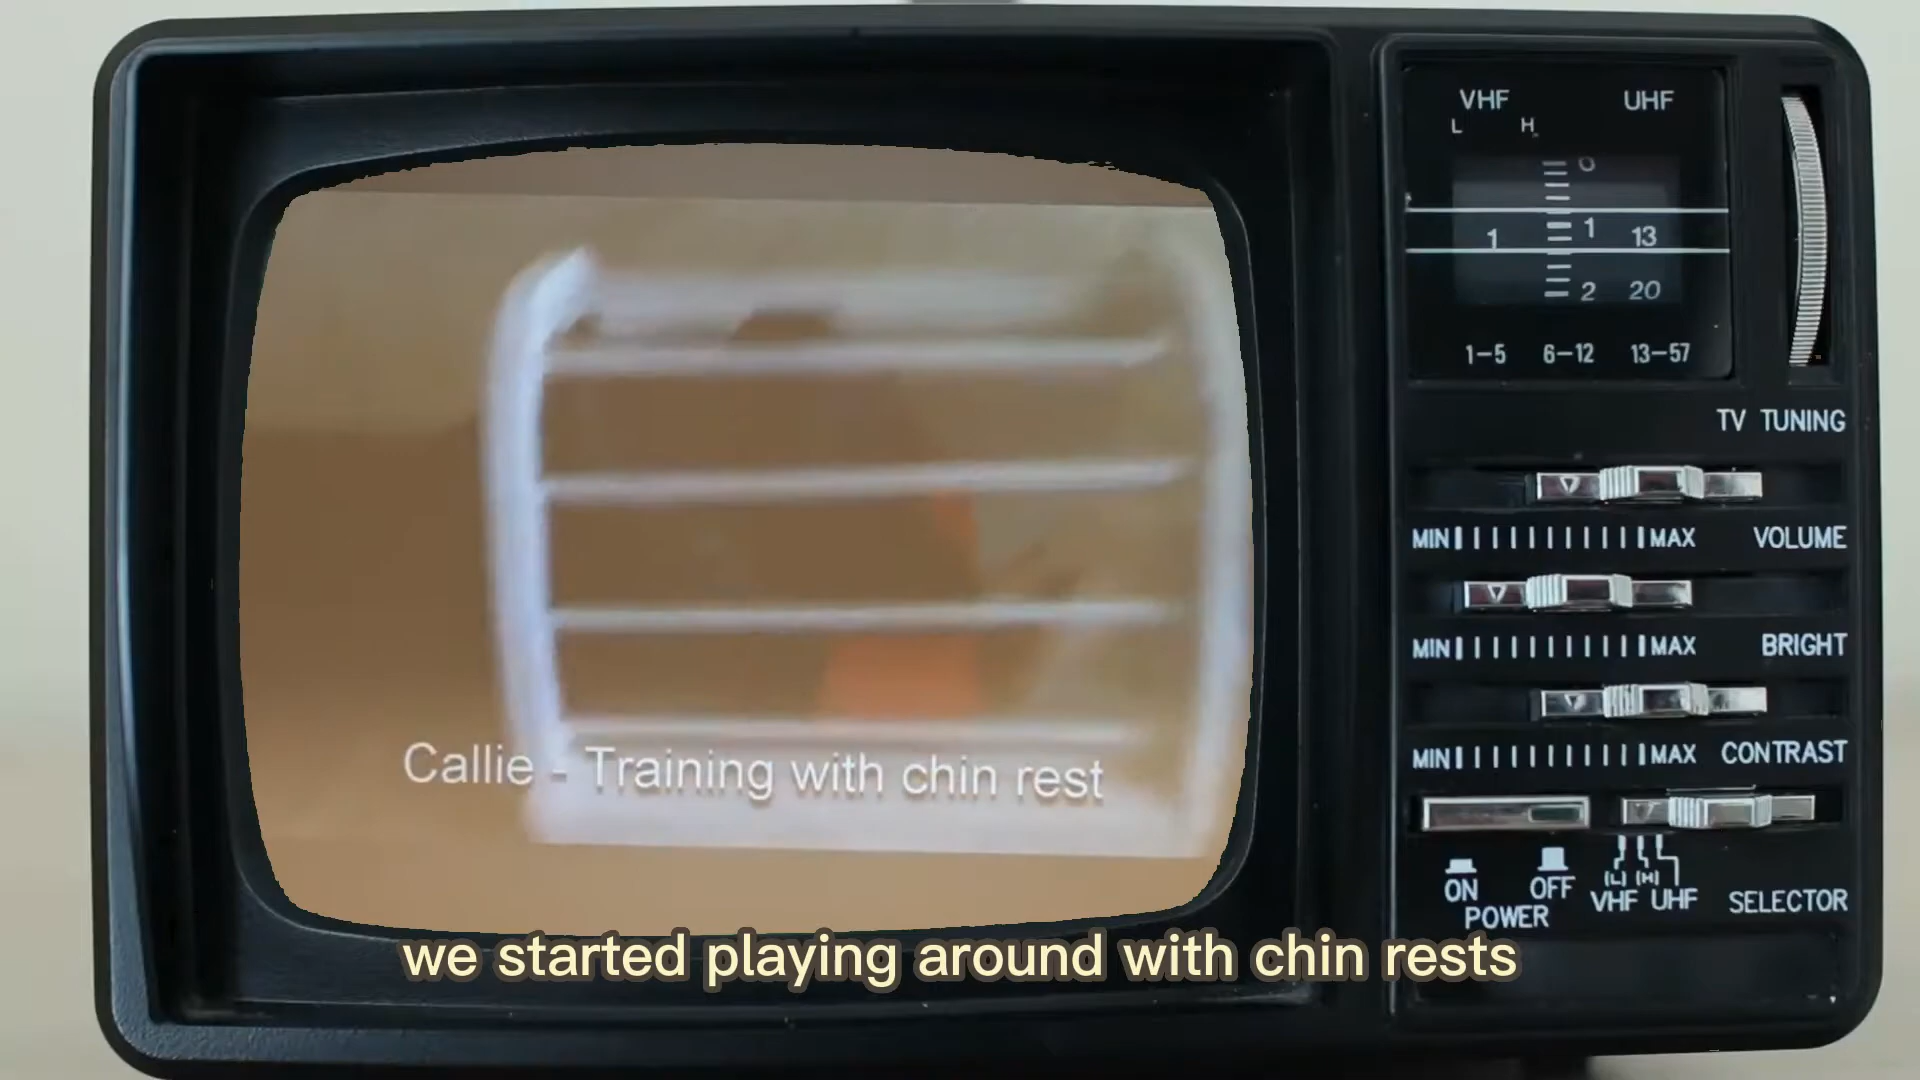 VHF UHF
L H
0
1 1 13
2 20
1-5 6-12 13-57
TV TUNING
MIN MAX VOLUME
MIN MAX BRIGHT
MIN MAX CONTRAST
ON OFF
POWER
(L) (H)
VHF UHF
SELECTOR
Callie - Training with chin rest
we started playing around with chin rests